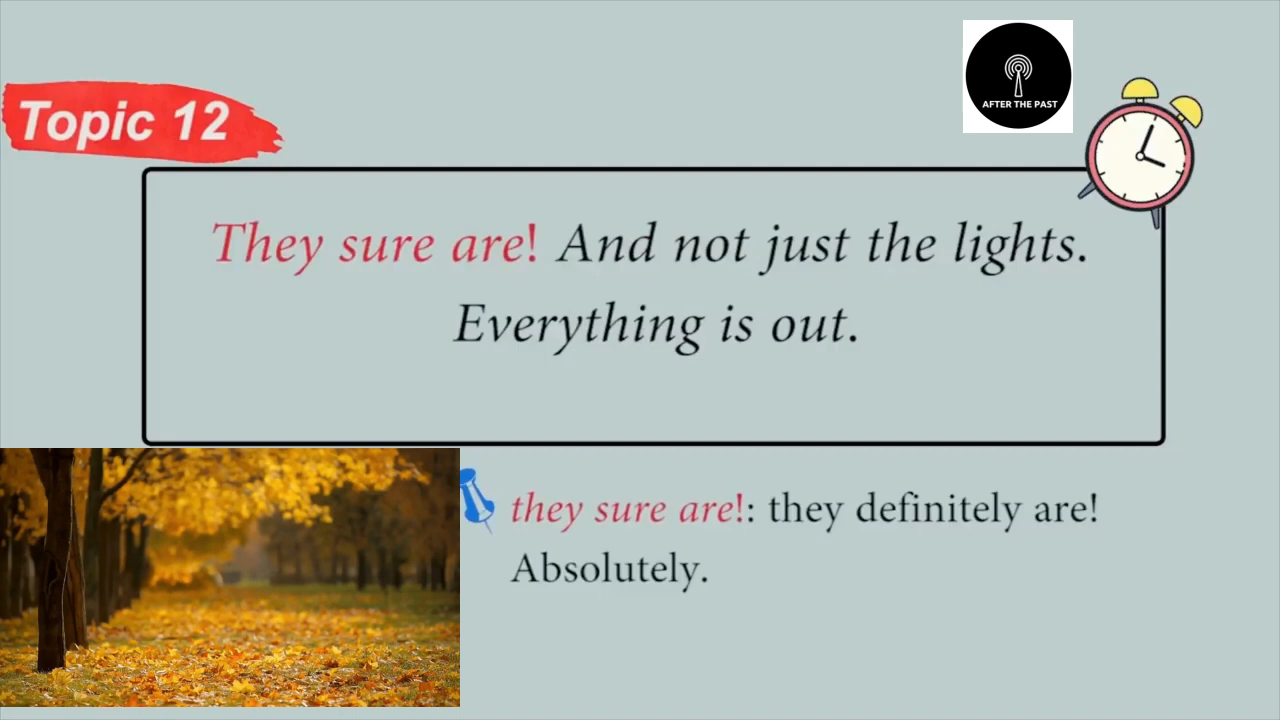 AFTER THE PAST
Topic 12
They sure are! And not just the lights.
Everything is out.
they sure are!: they definitely are!
Absolutely.